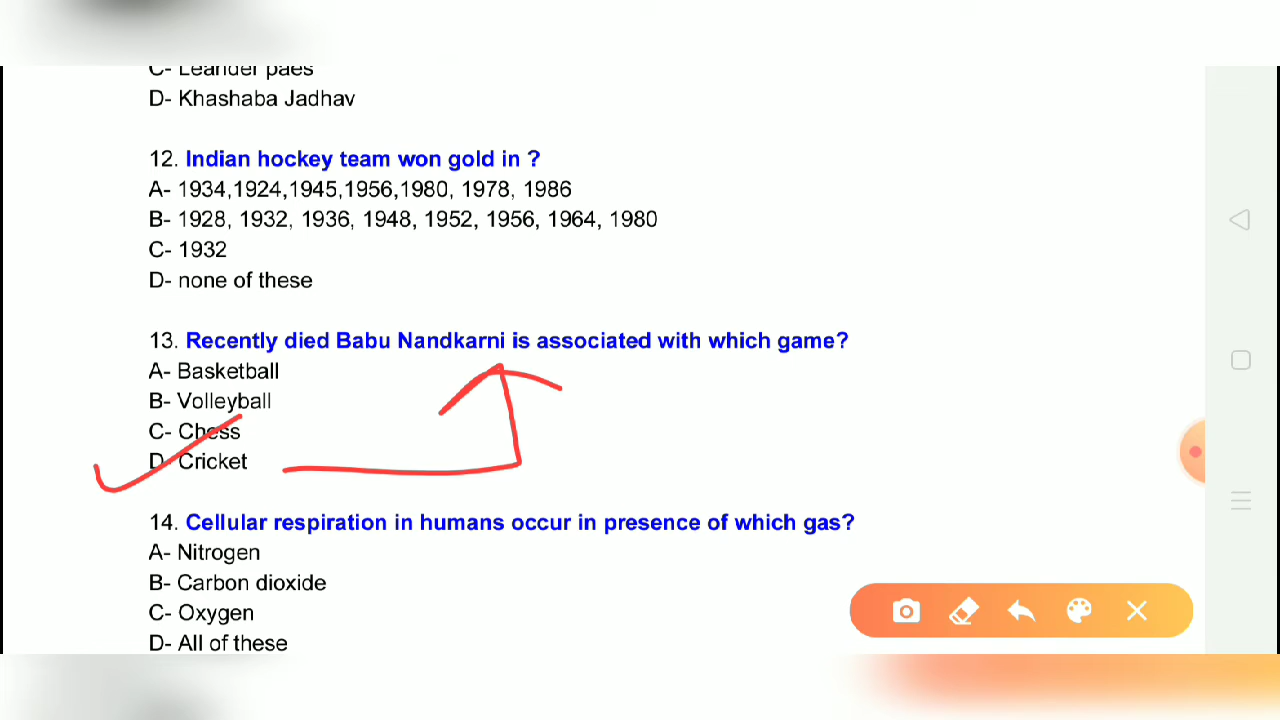 C- Leander paes
D- Khashaba Jadhav
12. Indian hockey team won gold in ?
A- 1934,1924,1945,1956,1980, 1978, 1986
B- 1928, 1932, 1936, 1948, 1952, 1956, 1964, 1980
C- 1932
D- none of these
13. Recently died Babu Nandkarni is associated with which game?
A- Basketball
B- Volleyball
C- Chess
D- Cricket
14. Cellular respiration in humans occur in presence of which gas?
A- Nitrogen
B- Carbon dioxide
C- Oxygen
D- All of these